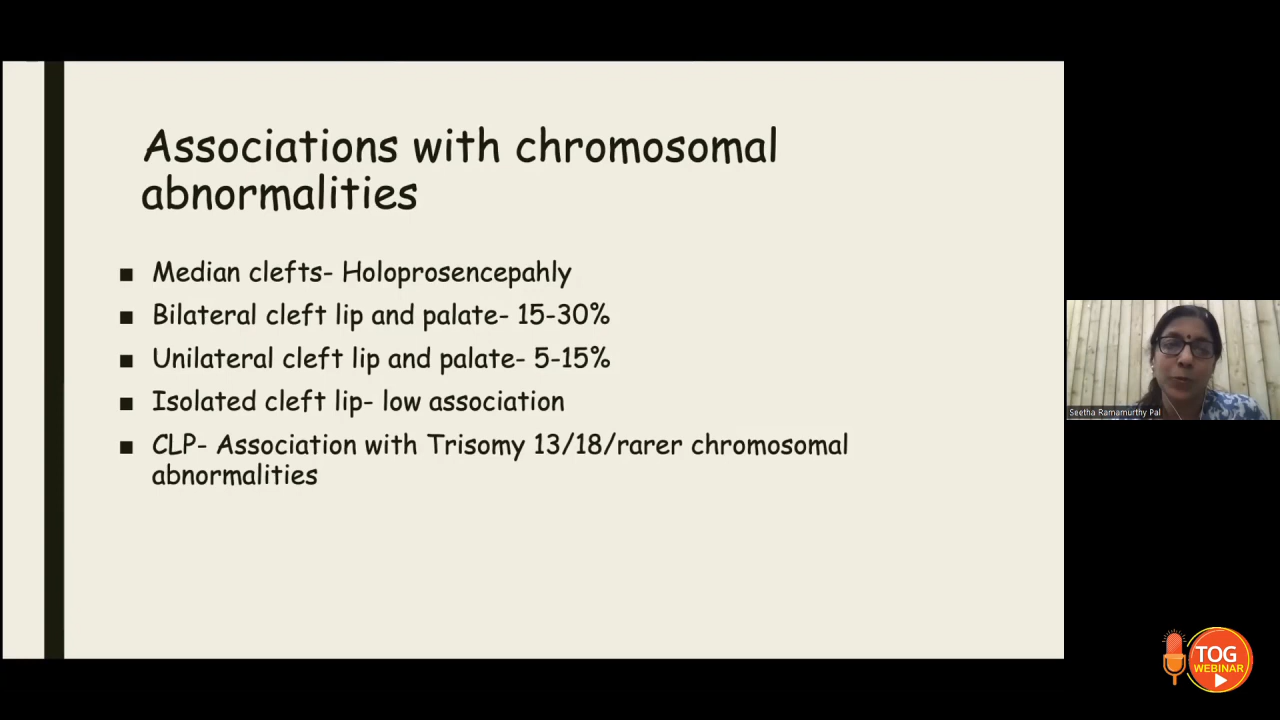 Associations with chromosomal
abnormalities
■ Median clefts- Holoprosencepahly
■ Bilateral cleft lip and palate- 15-30%
■ Unilateral cleft lip and palate- 5-15%
■ Isolated cleft lip- low association
■ CLP- Association with Trisomy 13/18/rarer chromosomal
abnormalities
Seetha Ramamurthy Pal
TOG
WEBINAR